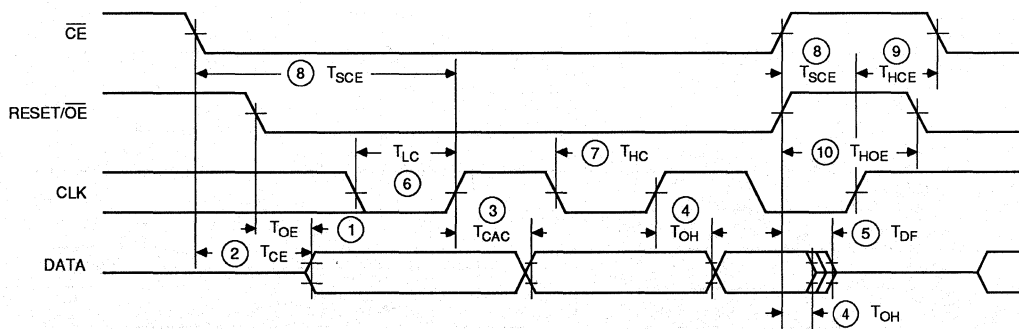 CE
8 9
8 TSCE TSCE THCE
RESET/OE
TLC 7 THC 10 THOE
CLK 6
3 4
TOE 1 TCAC TOH 5 TDF
2 TCE
DATA
4 TOH